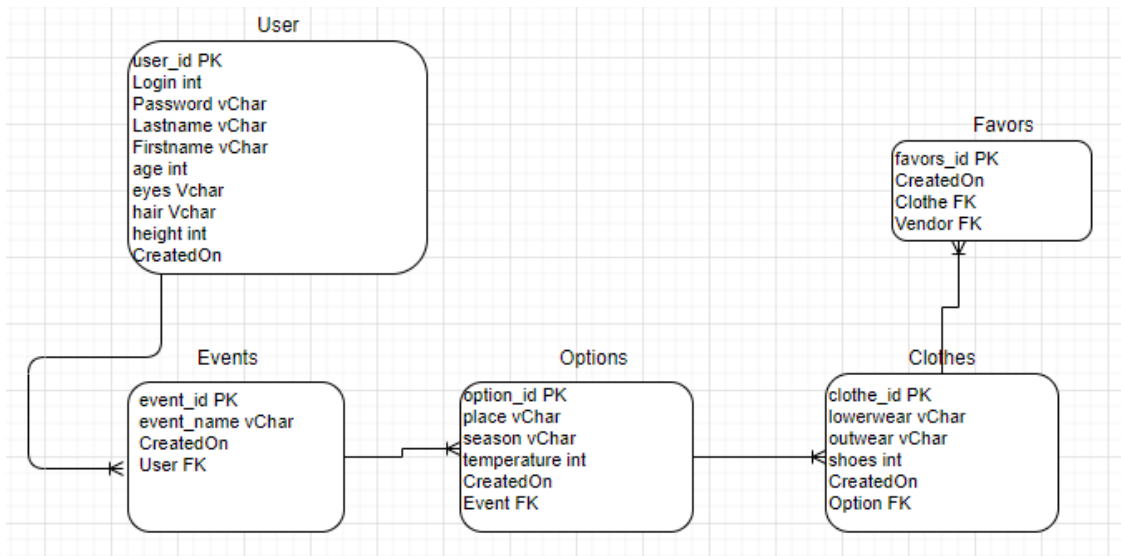 User
user_id PK
Login int
Password vChar
Lastname vChar
Firstname vChar
age int
eyes Vchar
hair Vchar
height int
CreatedOn
Favors
favors_id PK
CreatedOn
Clothe FK
Vendor FK
Events
event_id PK
event_name vChar
CreatedOn
User FK
Options
option_id PK
place vChar
season vChar
temperature int
CreatedOn
Event FK
Clothes
clothe_id PK
lowerwear vChar
outwear vChar
shoes int
CreatedOn
Option FK